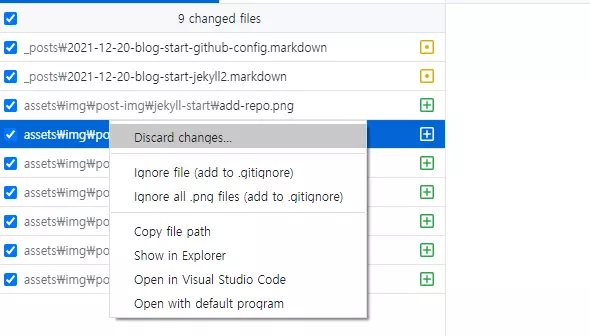 9 changed files
_posts₩2021-12-20-blog-start-github-config.markdown
_posts₩2021-12-20-blog-start-jekyll2.markdown
assets₩img₩post-img₩jekyll-start₩add-repo.png
assets₩img₩po
Discard changes...
assets₩img₩po
Ignore file (add to .gitignore)
assets₩img₩po
Ignore all .png files (add to .gitignore)
assets₩img₩po
Copy file path
assets₩img₩po
Show in Explorer
assets₩img₩po
Open in Visual Studio Code
Open with default program